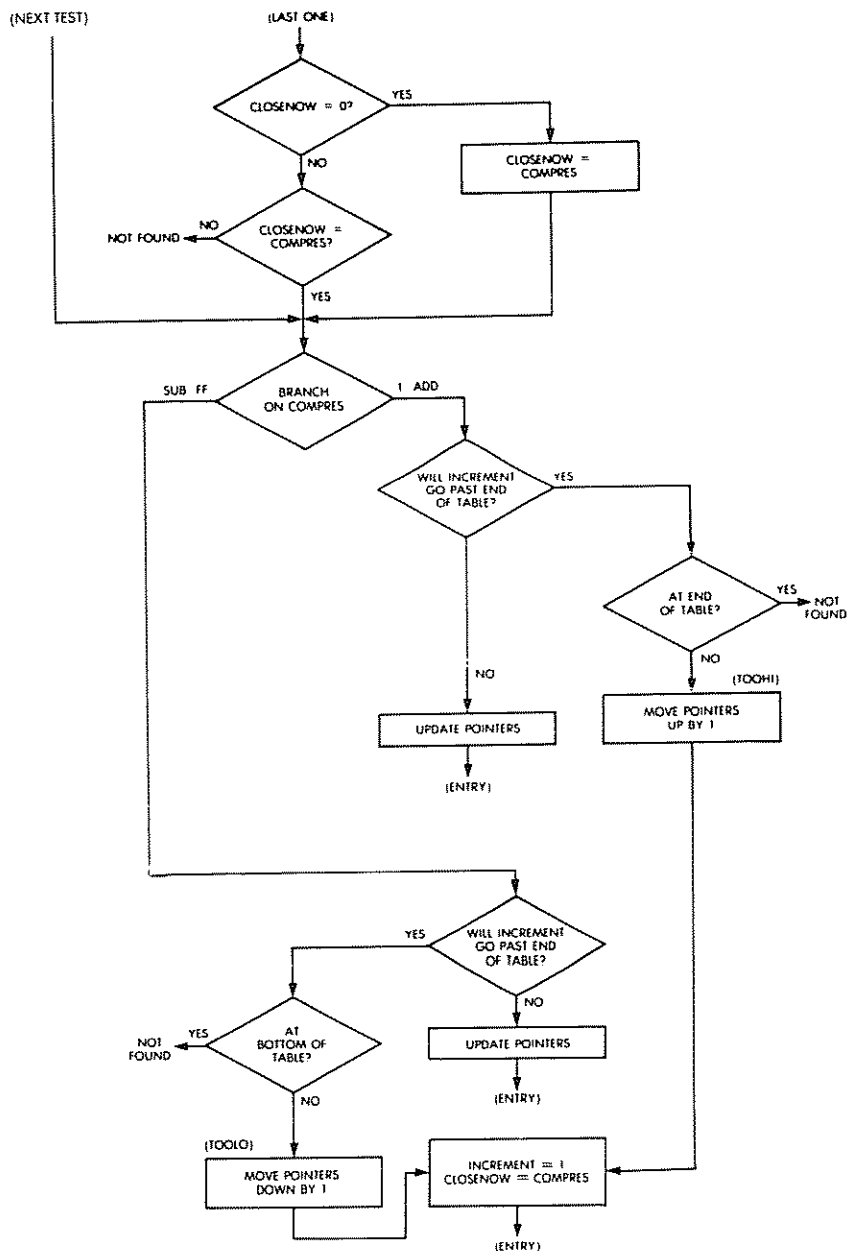 (NEXT TEST)
(LAST ONE)
CLOSENOW = 0?
YES
NO
CLOSENOW =
COMPRES
CLOSENOW =
COMPRES?
NO
NOT FOUND
YES
SUB FF
BRANCH
ON COMPRES
1 ADD
WILL INCREMENT
GO PAST END
OF TABLE?
YES
AT END
OF TABLE?
YES
NOT
FOUND
NO
NO
(TOOHI)
MOVE POINTERS
UP BY 1
UPDATE POINTERS
(ENTRY)
YES
WILL INCREMENT
GO PAST END
OF TABLE?
NO
AT
BOTTOM OF
TABLE?
YES
NOT
FOUND
UPDATE POINTERS
(ENTRY)
NO
(TOOLO)
MOVE POINTERS
DOWN BY 1
INCREMENT = 1
CLOSENOW = COMPRES
(ENTRY)